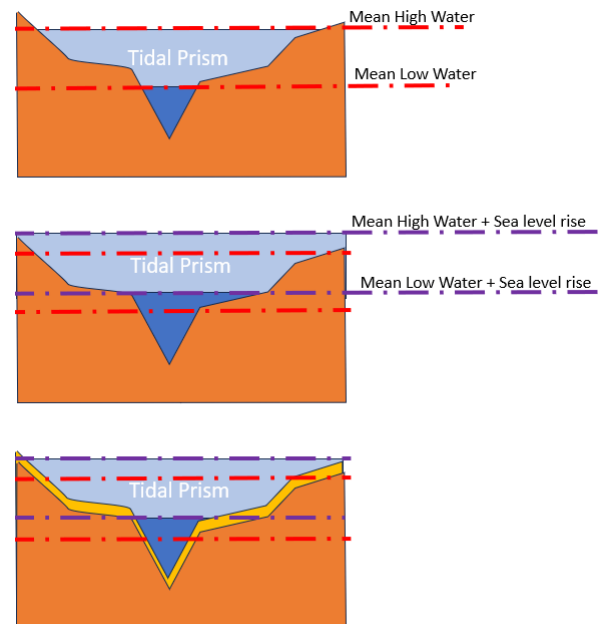 Mean High Water
Tidal Prism
Mean Low Water
Mean High Water + Sea level rise
Tidal Prism
Mean Low Water + Sea level rise
Tidal Prism